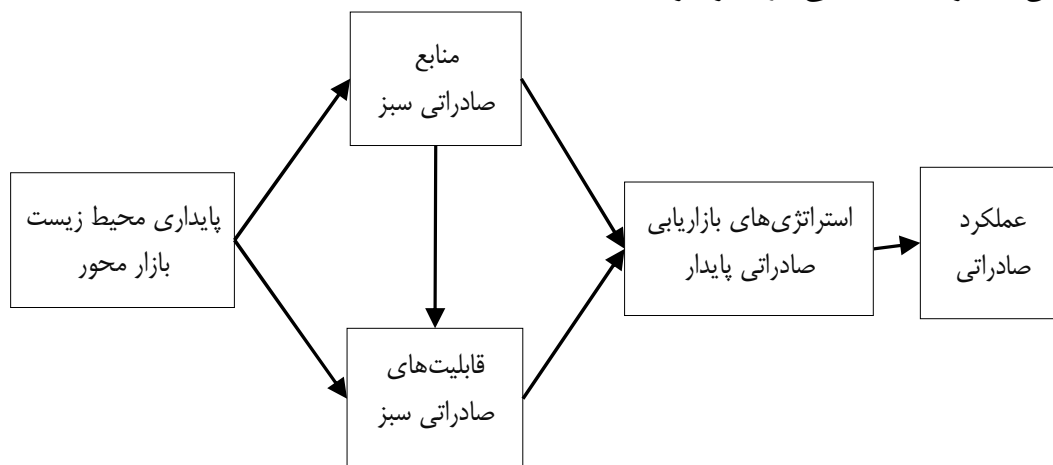 منابع
صادراتی سبز
پایداری محیط زیست
بازار محور
استراتژی‌های بازاریابی
صادراتی پایدار
عملکرد
صادراتی
قابلیت‌های
صادراتی سبز